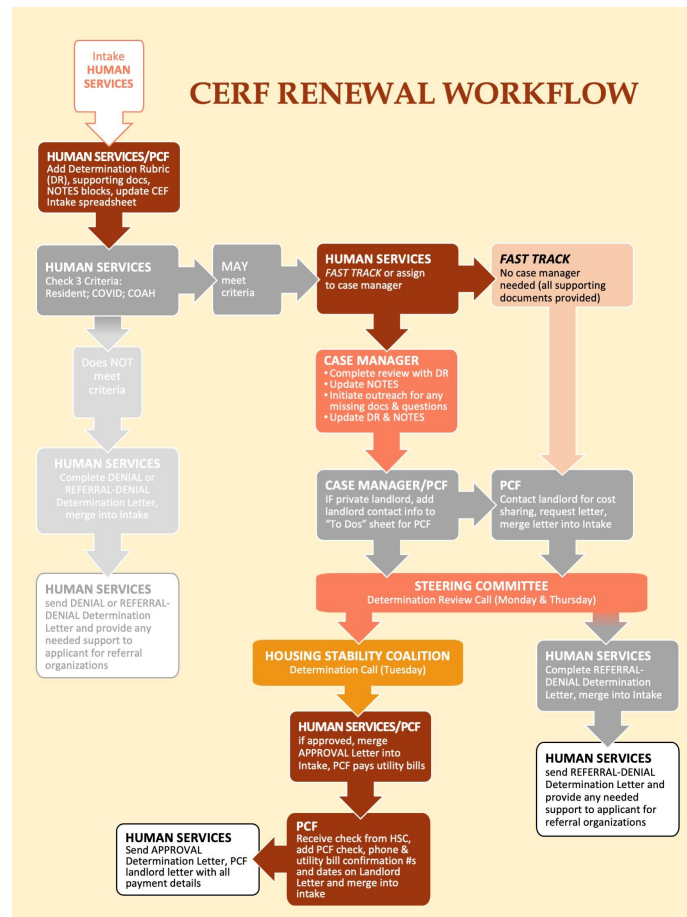 Intake
HUMAN
SERVICES
CERF RENEWAL WORKFLOW
HUMAN SERVICES/PCF
Add Determination Rubric
(DR), supporting docs,
NOTES blocks, update CEF
Intake spreadsheet
HUMAN SERVICES
Check 3 Criteria:
Resident; COVID; COAH
MAY
meet
criteria
HUMAN SERVICES
FAST TRACK or assign
to case manager
FAST TRACK
No case manager
needed (all supporting
documents provided)
Does NOT
meet
criteria
CASE MANAGER
• Complete review with DR
• Update NOTES
• Initiate outreach for any
missing docs & questions
• Update DR & NOTES
HUMAN SERVICES
Complete DENIAL or
REFERRAL-DENIAL
Determination Letter,
merge into Intake
CASE MANAGER/PCF
IF private landlord, add
landlord contact info to
“To Dos” sheet for PCF
PCF
Contact landlord for cost
sharing, request letter,
merge letter into Intake
HUMAN SERVICES
send DENIAL or REFERRAL-
DENIAL Determination
Letter and provide any
needed support to
applicant for referral
organizations
STEERING COMMITTEE
Determination Review Call (Monday & Thursday)
HOUSING STABILITY COALITION
Determination Call (Tuesday)
HUMAN SERVICES
Complete REFERRAL-
DENIAL Determination
Letter, merge into Intake
HUMAN SERVICES/PCF
if approved, merge
APPROVAL Letter into
Intake, PCF pays utility bills
HUMAN SERVICES
send REFERRAL-DENIAL
Determination Letter and
provide any needed
support to applicant for
referral organizations
PCF
Receive check from HSC,
add PCF check, phone &
utility bill confirmation #s
and dates on Landlord
Letter and merge into
intake
HUMAN SERVICES
Send APPROVAL
Determination Letter, PCF
landlord letter with all
payment details